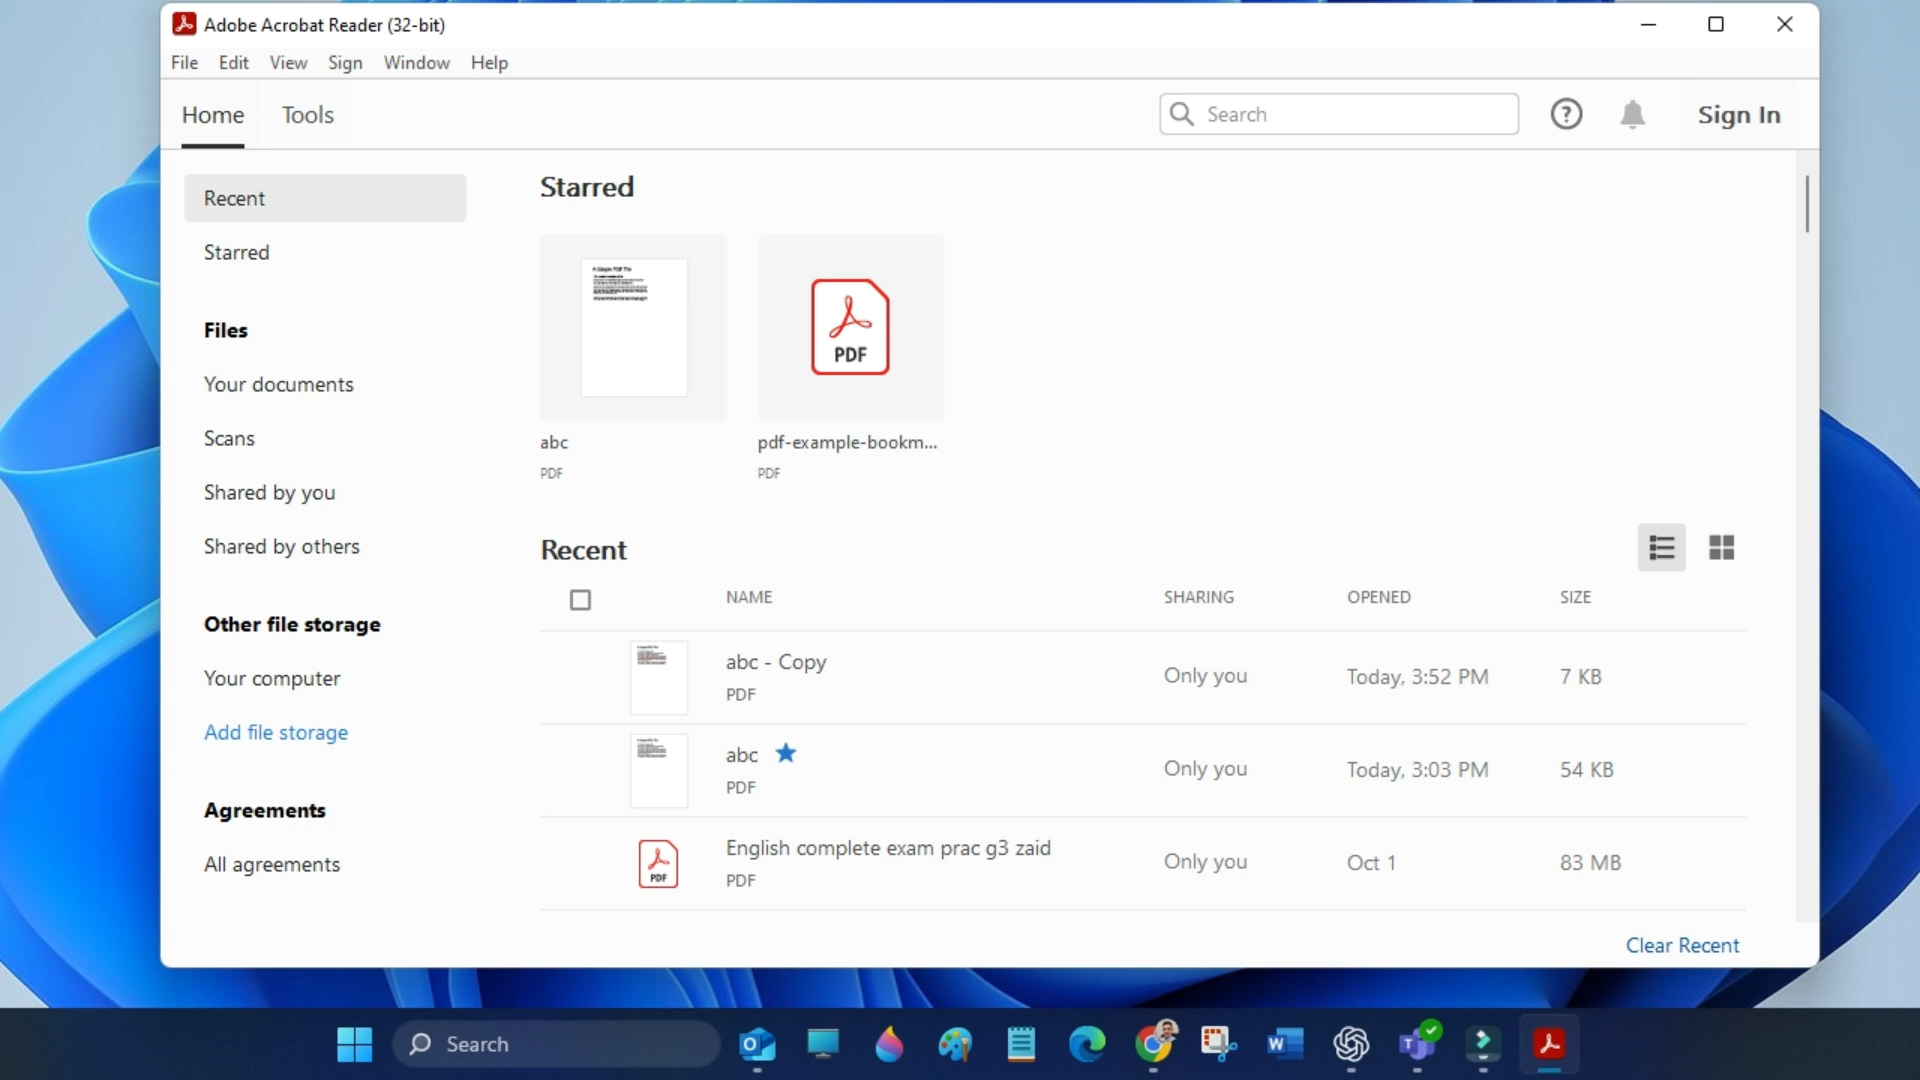 Adobe Acrobat Reader (32-bit)
File Edit View Sign Window Help
Home Tools
Search
Sign In
Recent
Starred
Files
Your documents
Scans
Shared by you
Shared by others
Other file storage
Your computer
Add file storage
Agreements
All agreements
Starred
A Simple PDF File
PDF
abc
PDF
pdf-example-bookm...
PDF
Recent
NAME SHARING OPENED SIZE
abc - Copy
PDF
Only you Today, 3:52 PM 7 KB
abc
PDF
Only you Today, 3:03 PM 54 KB
PDF
English complete exam prac g3 zaid
PDF
Only you Oct 1 83 MB
Clear Recent
Search